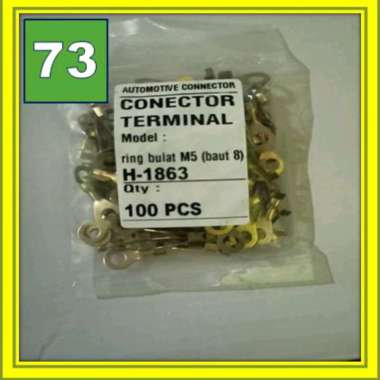 73
AUTOMOTIVE CONNECTOR
CONECTOR
TERMINAL
Model :
ring bulat M5 (baut 8)
H-1863
Qty :
100 PCS